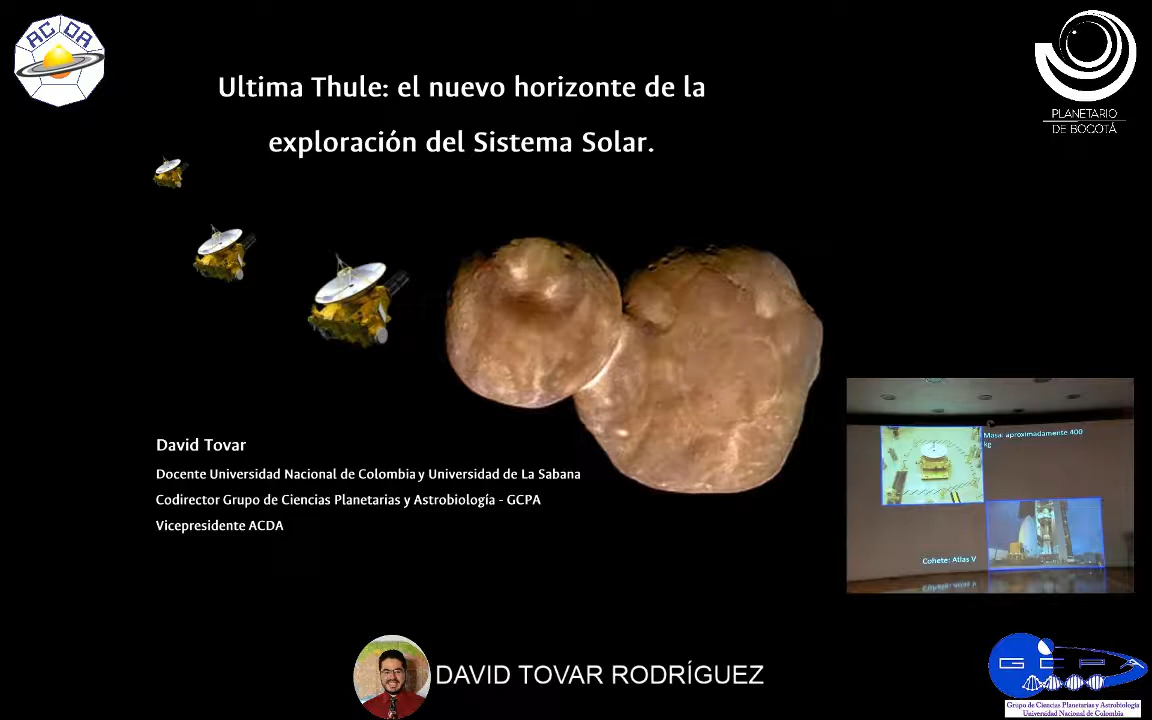 ACDA
Ultima Thule: el nuevo horizonte de la
exploración del Sistema Solar.
PLANETARIO
DE BOGOTÁ
David Tovar
Docente Universidad Nacional de Colombia y Universidad de La Sabana
Codirector Grupo de Ciencias Planetarias y Astrobiología - GCPA
Vicepresidente ACDA
Masa: aproximadamente 400
kg
Cohete: Atlas V
DAVID TOVAR RODRÍGUEZ
GCPA
Grupo de Ciencias Planetarias y Astrobiología
Universidad Nacional de Colombia